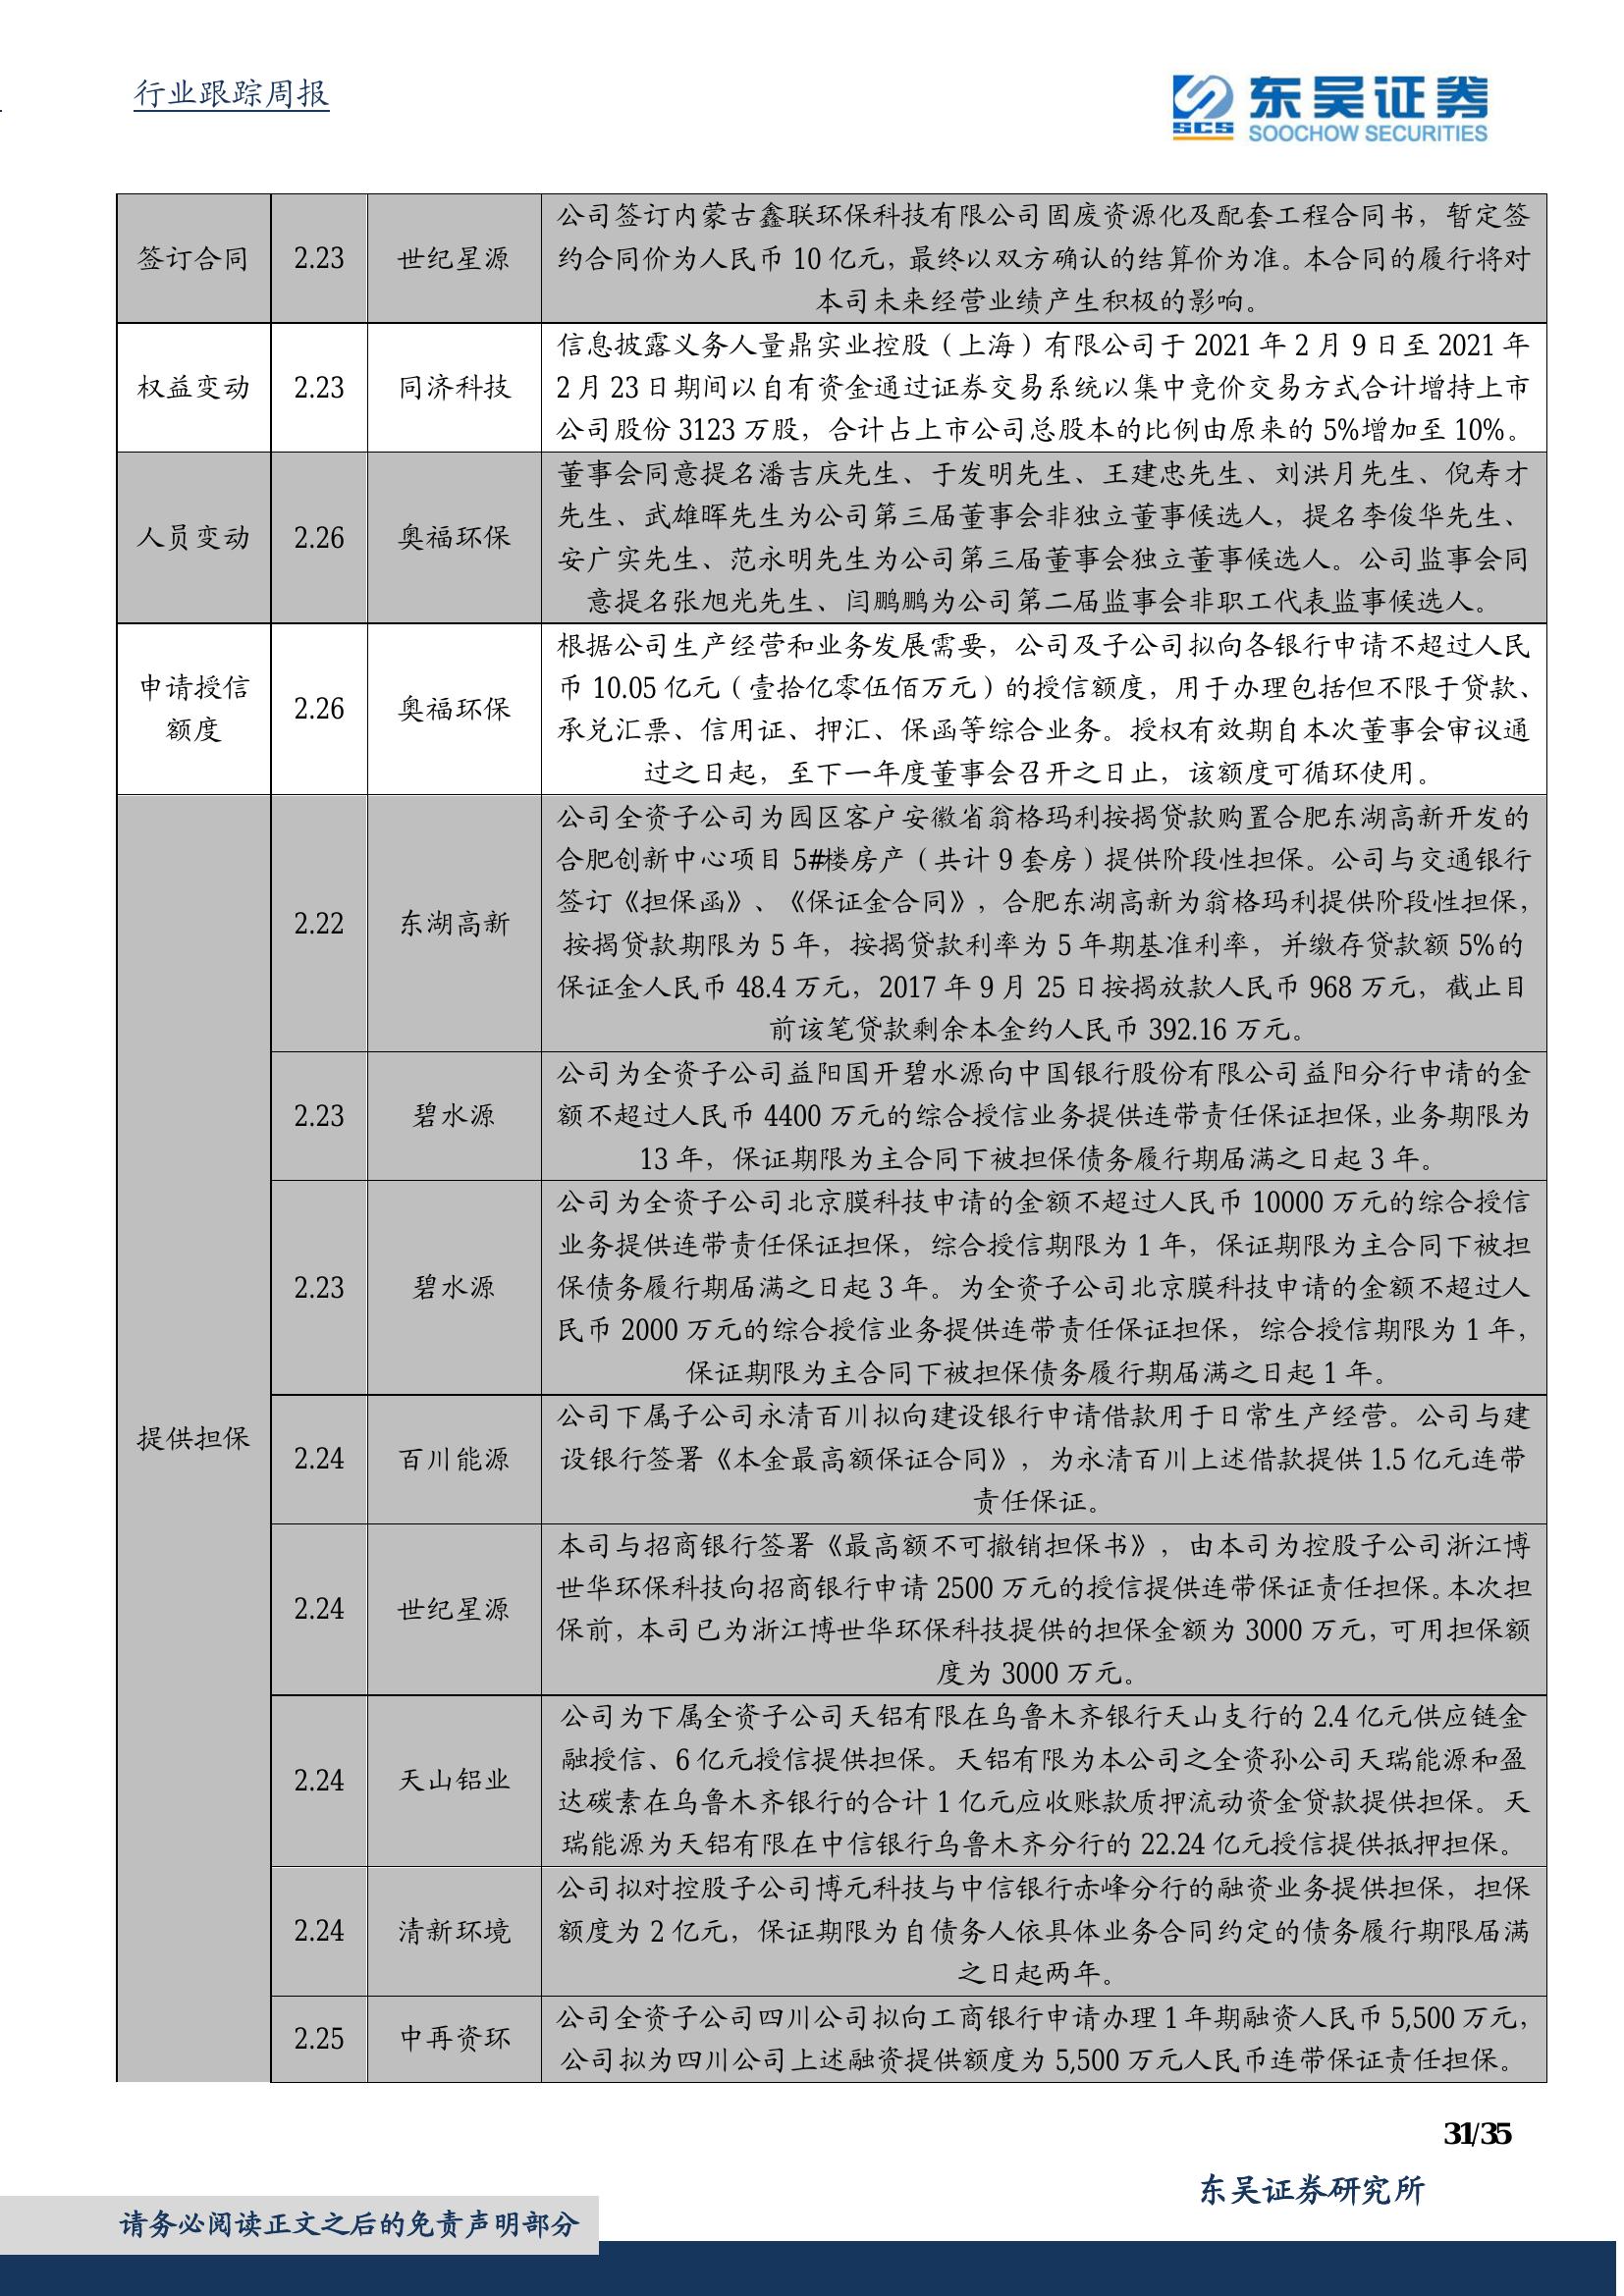 行业跟踪周报
SCS 东吴证券
SOOCHOW SECURITIES
签订合同
2.23
世纪星源
公司签订内蒙古鑫联环保科技有限公司固废资源化及配套工程合同书，暂定签
约合同价为人民币 10 亿元，最终以双方确认的结算价为准。本合同的履行将对
本司未来经营业绩产生积极的影响。
权益变动
2.23
同济科技
信息披露义务人量鼎实业控股（上海）有限公司于 2021 年 2 月 9 日至 2021 年
2 月 23 日期间以自有资金通过证券交易系统以集中竞价交易方式合计增持上市
公司股份 3123 万股，合计占上市公司总股本的比例由原来的 5%增加至 10%。
人员变动
2.26
奥福环保
董事会同意提名潘吉庆先生、于发明先生、王建忠先生、刘洪月先生、倪寿才
先生、武雄晖先生为公司第三届董事会非独立董事候选人，提名李俊华先生、
安广实先生、范永明先生为公司第三届董事会独立董事候选人。公司监事会同
意提名张旭光先生、闫鹏鹏为公司第二届监事会非职工代表监事候选人。
申请授信
额度
2.26
奥福环保
根据公司生产经营和业务发展需要，公司及子公司拟向各银行申请不超过人民
币 10.05 亿元（壹拾亿零伍佰万元）的授信额度，用于办理包括但不限于贷款、
承兑汇票、信用证、押汇、保函等综合业务。授权有效期自本次董事会审议通
过之日起，至下一年度董事会召开之日止，该额度可循环使用。
提供担保
2.22
东湖高新
公司全资子公司为园区客户安徽省翁格玛利按揭贷款购置合肥东湖高新开发的
合肥创新中心项目 5#楼房产（共计 9 套房）提供阶段性担保。公司与交通银行
签订《担保函》、《保证金合同》，合肥东湖高新为翁格玛利提供阶段性担保，
按揭贷款期限为 5 年，按揭贷款利率为 5 年期基准利率，并缴存贷款额 5%的
保证金人民币 48.4 万元，2017 年 9 月 25 日按揭放款人民币 968 万元，截止目
前该笔贷款剩余本金约人民币 392.16 万元。
2.23
碧水源
公司为全资子公司益阳国开碧水源向中国银行股份有限公司益阳分行申请的金
额不超过人民币 4400 万元的综合授信业务提供连带责任保证担保，业务期限为
13 年，保证期限为主合同下被担保债务履行期届满之日起 3 年。
2.23
碧水源
公司为全资子公司北京膜科技申请的金额不超过人民币 10000 万元的综合授信
业务提供连带责任保证担保，综合授信期限为 1 年，保证期限为主合同下被担
保债务履行期届满之日起 3 年。为全资子公司北京膜科技申请的金额不超过人
民币 2000 万元的综合授信业务提供连带责任保证担保，综合授信期限为 1 年，
保证期限为主合同下被担保债务履行期届满之日起 1 年。
2.24
百川能源
公司下属子公司永清百川拟向建设银行申请借款用于日常生产经营。公司与建
设银行签署《本金最高额保证合同》，为永清百川上述借款提供 1.5 亿元连带
责任保证。
2.24
世纪星源
本司与招商银行签署《最高额不可撤销担保书》，由本司为控股子公司浙江博
世华环保科技向招商银行申请 2500 万元的授信提供连带保证责任担保。本次担
保前，本司已为浙江博世华环保科技提供的担保金额为 3000 万元，可用担保额
度为 3000 万元。
2.24
天山铝业
公司为下属全资子公司天铝有限在乌鲁木齐银行天山支行的 2.4 亿元供应链金
融授信、6 亿元授信提供担保。天铝有限为本公司之全资孙公司天瑞能源和盈
达碳素在乌鲁木齐银行的合计 1 亿元应收账款质押流动资金贷款提供担保。天
瑞能源为天铝有限在中信银行乌鲁木齐分行的 22.24 亿元授信提供抵押担保。
2.24
清新环境
公司拟对控股子公司博元科技与中信银行赤峰分行的融资业务提供担保，担保
额度为 2 亿元，保证期限为自债务人依具体业务合同约定的债务履行期限届满
之日起两年。
2.25
中再资环
公司全资子公司四川公司拟向工商银行申请办理 1 年期融资人民币 5,500 万元，
公司拟为四川公司上述融资提供额度为 5,500 万元人民币连带保证责任担保。
31/35
东吴证券研究所
请务必阅读正文之后的免责声明部分